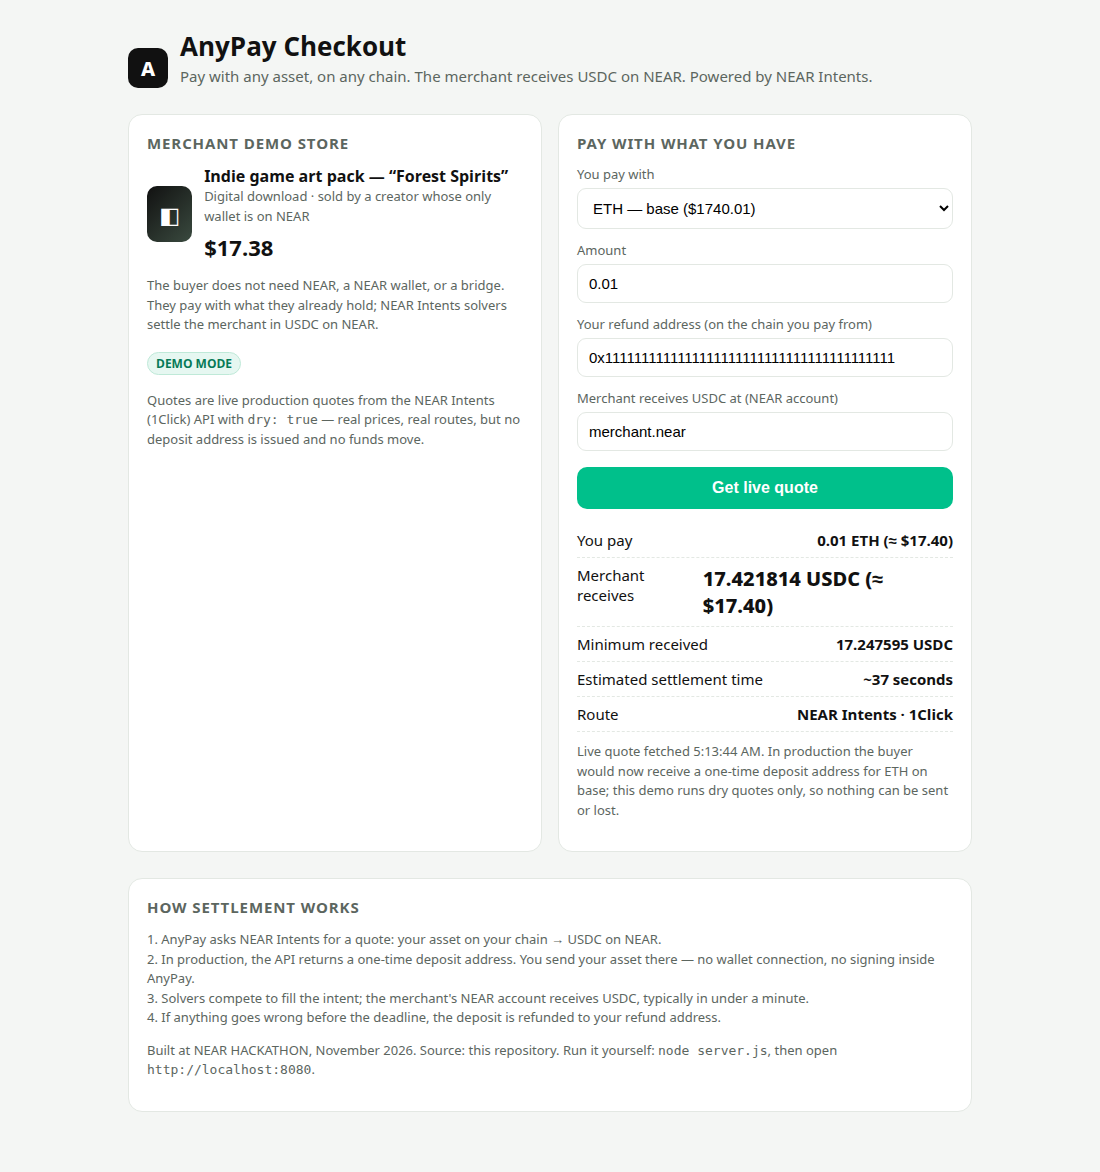 A
AnyPay Checkout
Pay with any asset, on any chain. The merchant receives USDC on NEAR. Powered by NEAR Intents.
MERCHANT DEMO STORE
Indie game art pack — “Forest Spirits”
Digital download · sold by a creator whose only
wallet is on NEAR
$17.38
The buyer does not need NEAR, a NEAR wallet, or a bridge.
They pay with what they already hold; NEAR Intents solvers
settle the merchant in USDC on NEAR.
DEMO MODE
Quotes are live production quotes from the NEAR Intents
(1Click) API with dry: true — real prices, real routes, but no
deposit address is issued and no funds move.
PAY WITH WHAT YOU HAVE
You pay with
ETH — base ($1740.01)
Amount
0.01
Your refund address (on the chain you pay from)
0x1111111111111111111111111111111111111111
Merchant receives USDC at (NEAR account)
merchant.near
Get live quote
You pay 0.01 ETH (≈ $17.40)
Merchant receives 17.421814 USDC (≈ $17.40)
Minimum received 17.247595 USDC
Estimated settlement time ~37 seconds
Route NEAR Intents · 1Click
Live quote fetched 5:13:44 AM. In production the buyer
would now receive a one-time deposit address for ETH on
base; this demo runs dry quotes only, so nothing can be sent
or lost.
HOW SETTLEMENT WORKS
1. AnyPay asks NEAR Intents for a quote: your asset on your chain → USDC on NEAR.
2. In production, the API returns a one-time deposit address. You send your asset there — no wallet connection, no signing inside
AnyPay.
3. Solvers compete to fill the intent; the merchant's NEAR account receives USDC, typically in under a minute.
4. If anything goes wrong before the deadline, the deposit is refunded to your refund address.
Built at NEAR HACKATHON, November 2026. Source: this repository. Run it yourself: node server.js, then open
http://localhost:8080.